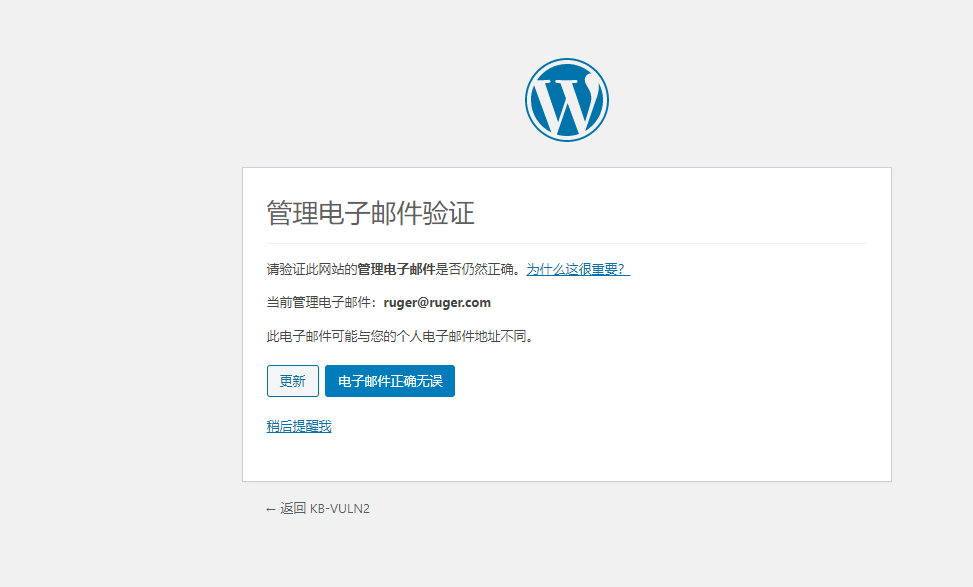 管理电子邮件验证
请验证此网站的管理电子邮件是否仍然正确。为什么这很重要？
当前管理电子邮件：ruger@ruger.com
此电子邮件可能与您的个人电子邮件地址不同。
更新 电子邮件正确无误
稍后提醒我
← 返回 KB-VULN2